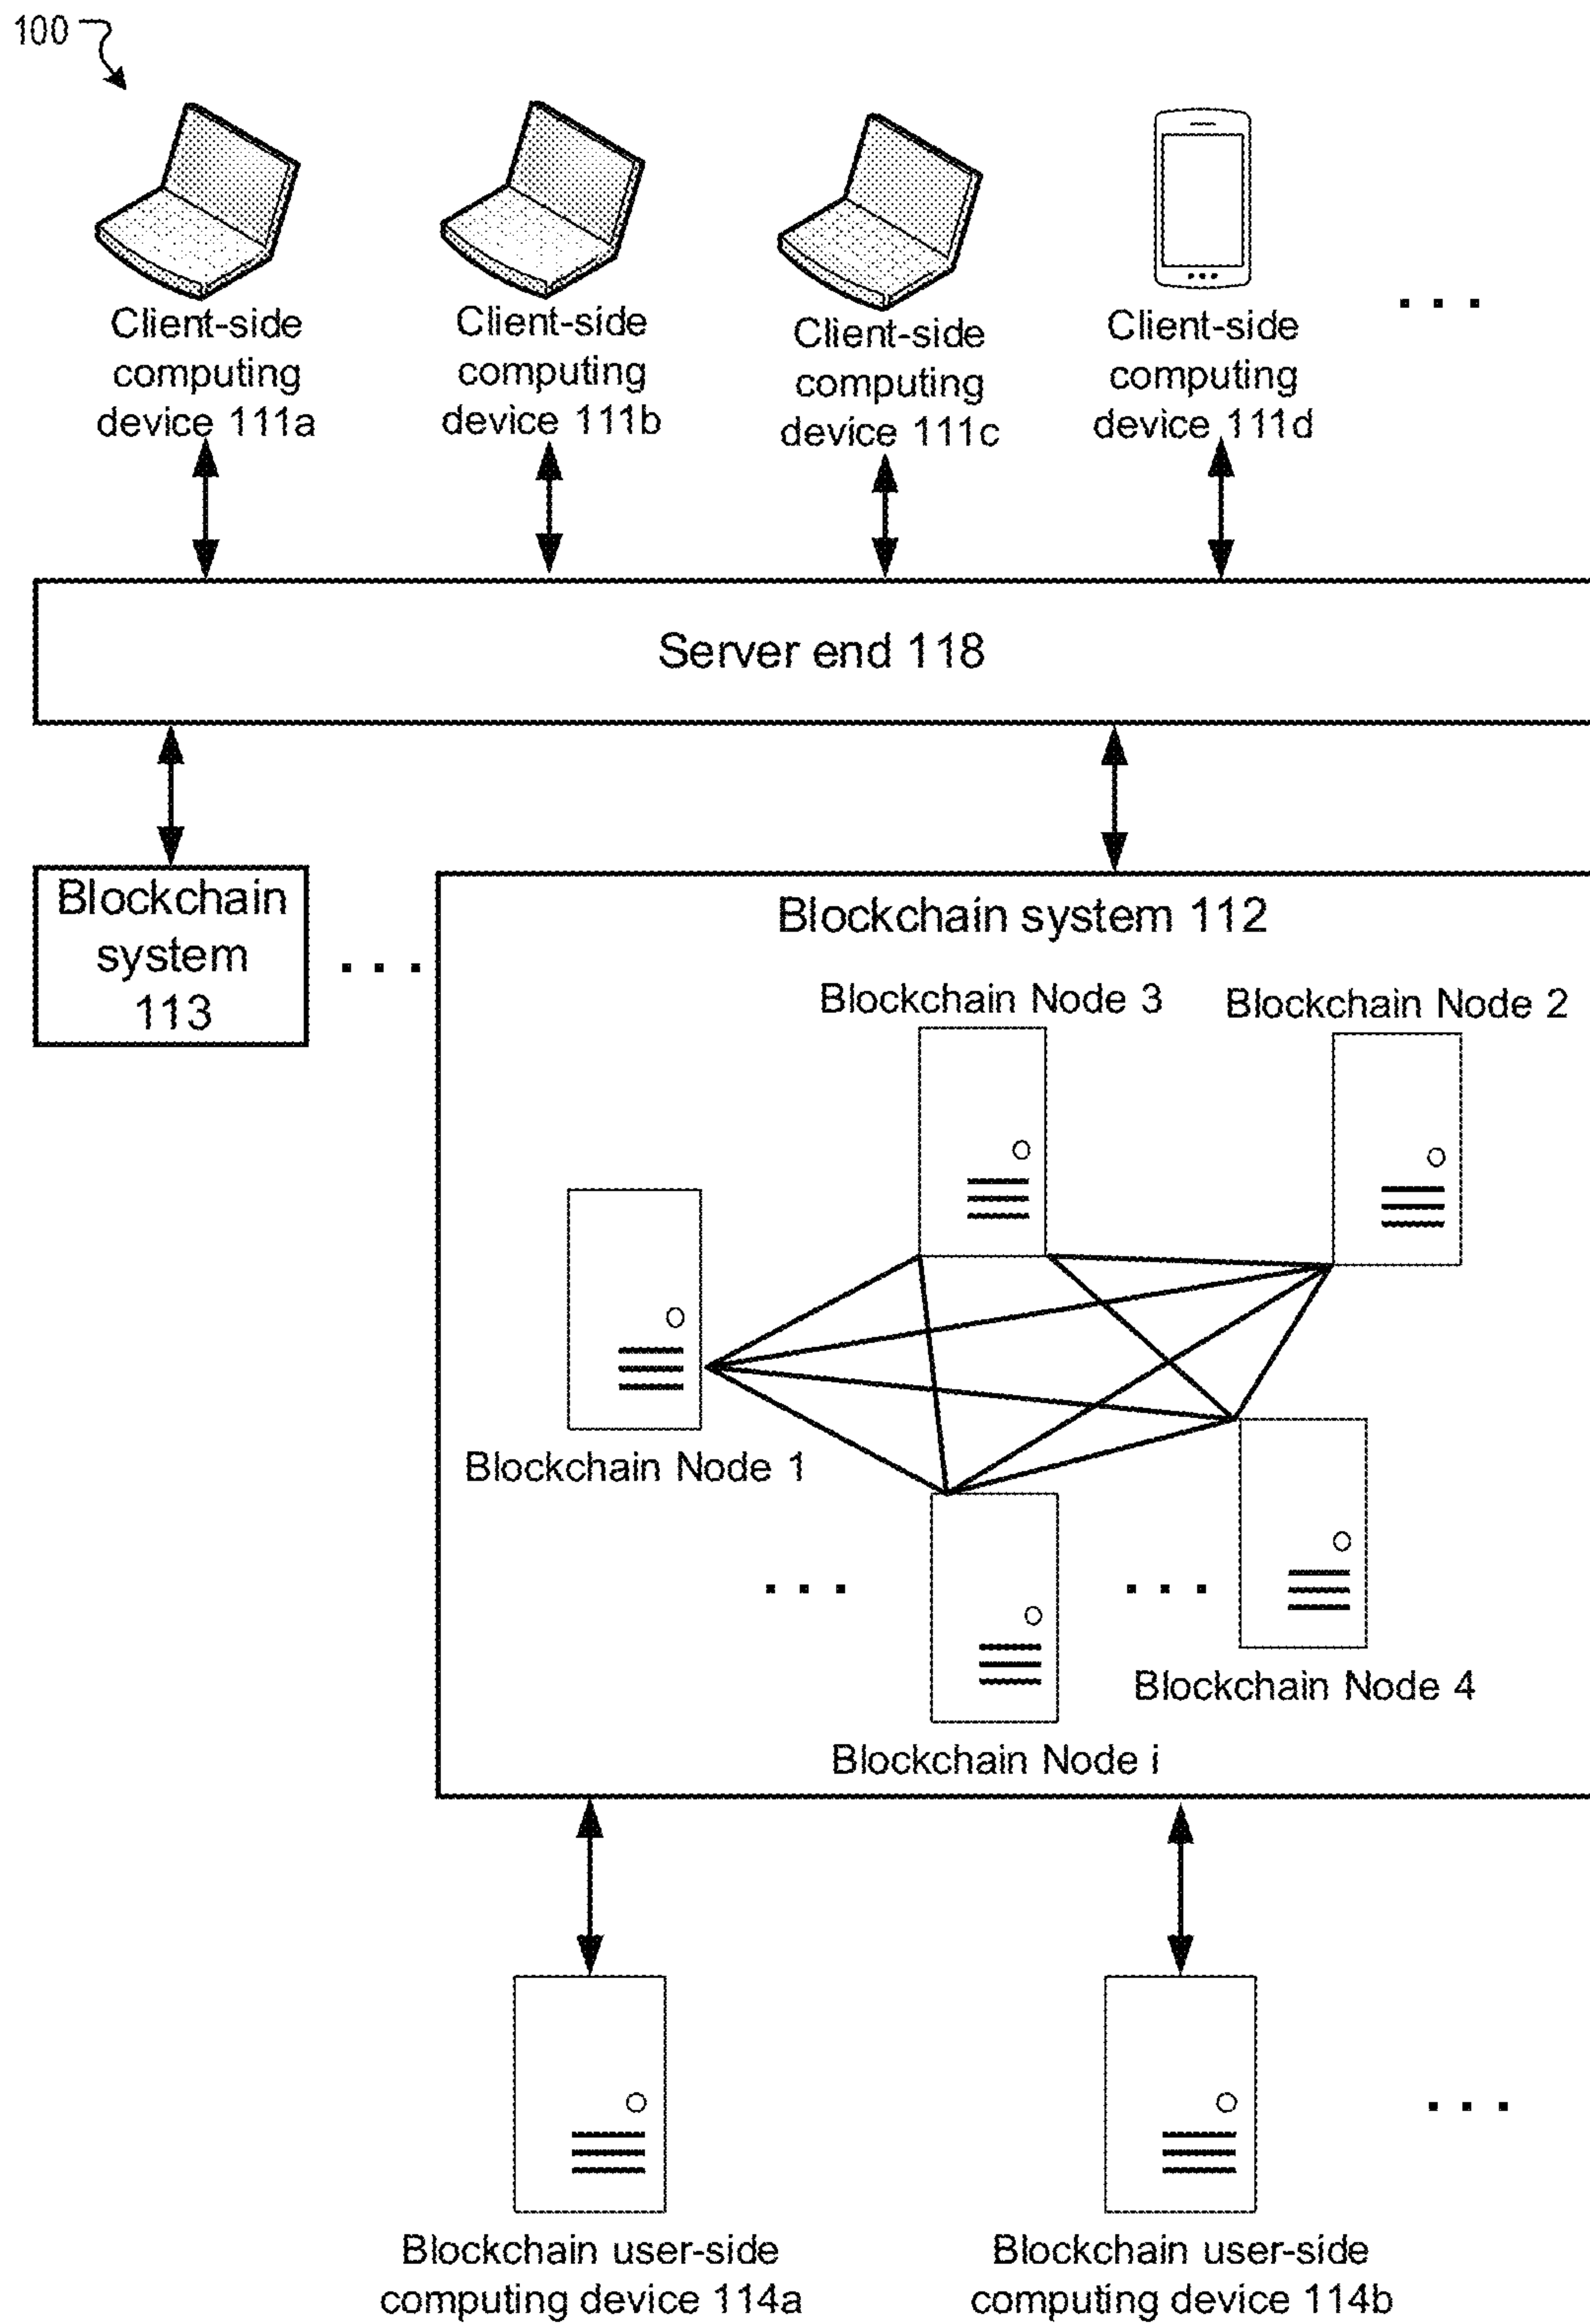 100
Client-side
computing
device 111a
Client-side
computing
device 111b
Client-side
computing
device 111c
Client-side
computing
device 111d
. . .
Server end 118
Blockchain
system
113
. . .
Blockchain system 112
Blockchain Node 3
Blockchain Node 2
Blockchain Node 1
. . .
. . .
Blockchain Node 4
Blockchain Node i
. . .
Blockchain user-side
computing device 114a
Blockchain user-side
computing device 114b